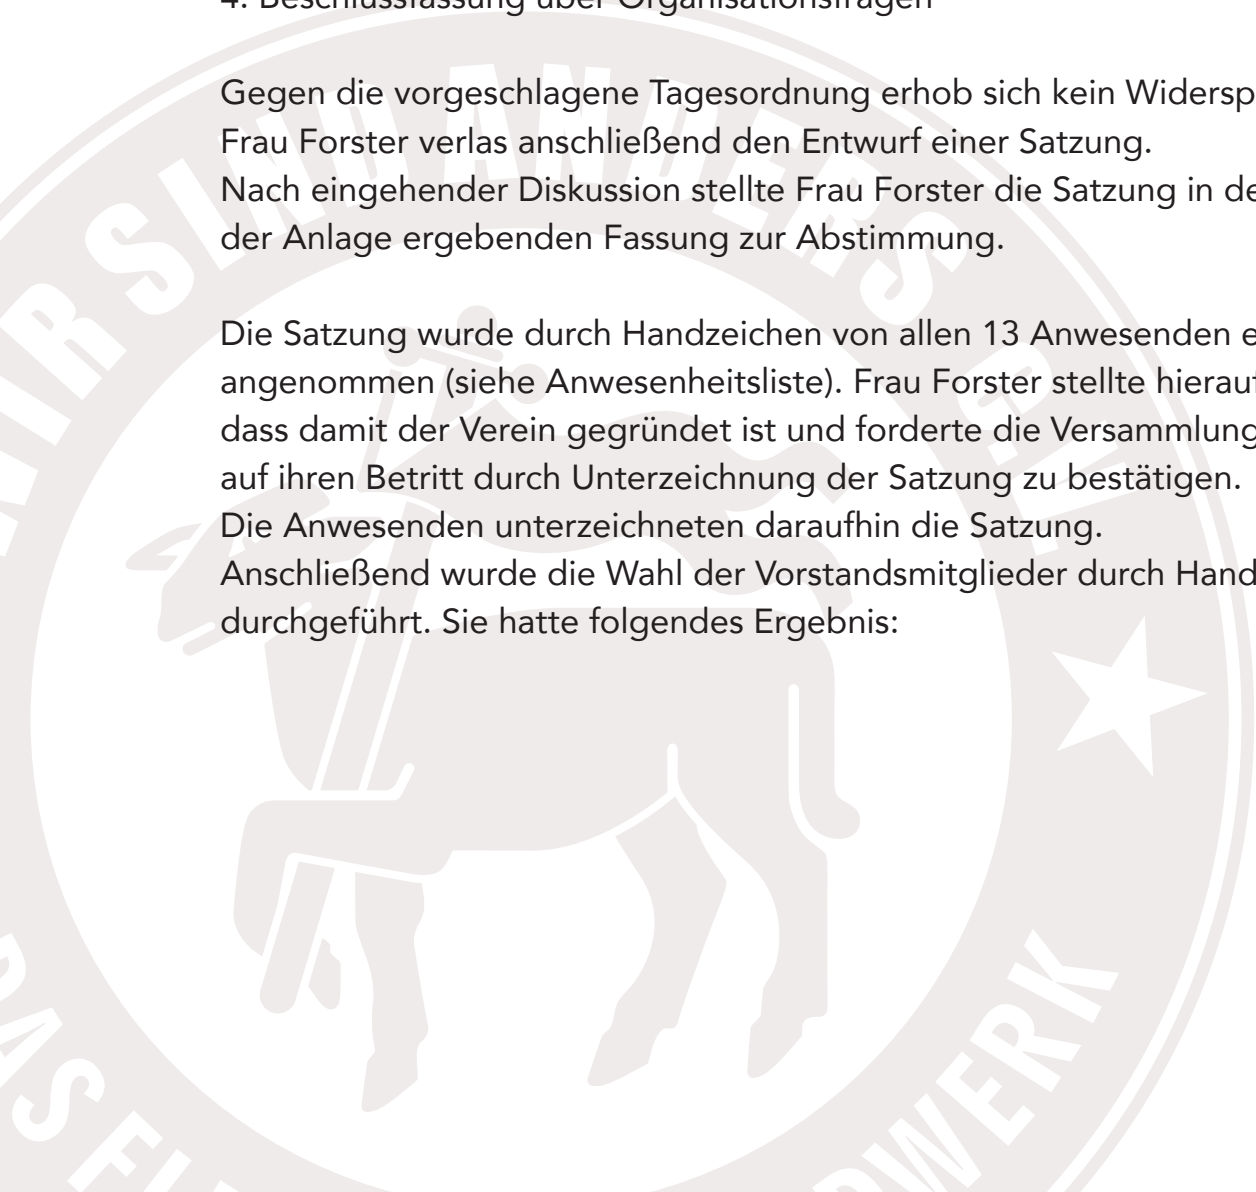 4. Beschlussfassung über Organisationsfragen
Gegen die vorgeschlagene Tagesordnung erhob sich kein
Frau Forster verlas anschließend den Entwurf einer Satzung.
Nach eingehender Diskussion stellte Frau Forster die Satzung in
der Anlage ergebenden Fassung zur Abstimmung.
Die Satzung wurde durch Handzeichen von allen 13 Anwesenden
angenommen (siehe Anwesenheitsliste). Frau Forster stellte hierauf
dass damit der Verein gegründet ist und forderte die Versammlung
auf ihren Betritt durch Unterzeichnung der Satzung zu bestätigen.
Die Anwesenden unterzeichneten daraufhin die Satzung.
Anschließend wurde die Wahl der Vorstandsmitglieder durch
durchgeführt. Sie hatte folgendes Ergebnis:
WIR SIND ANDERS